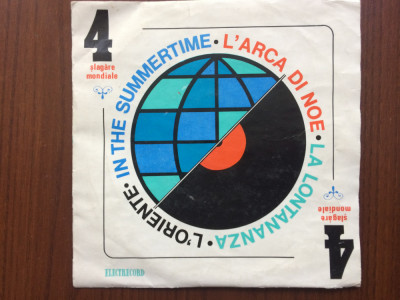 4
șlagăre
mondiale
IN THE SUMMERTIME • L'ARCA DI NOE • LA LONTANANZA • L'ORIENTE •
4
șlagăre
mondiale
ELECTRECORD